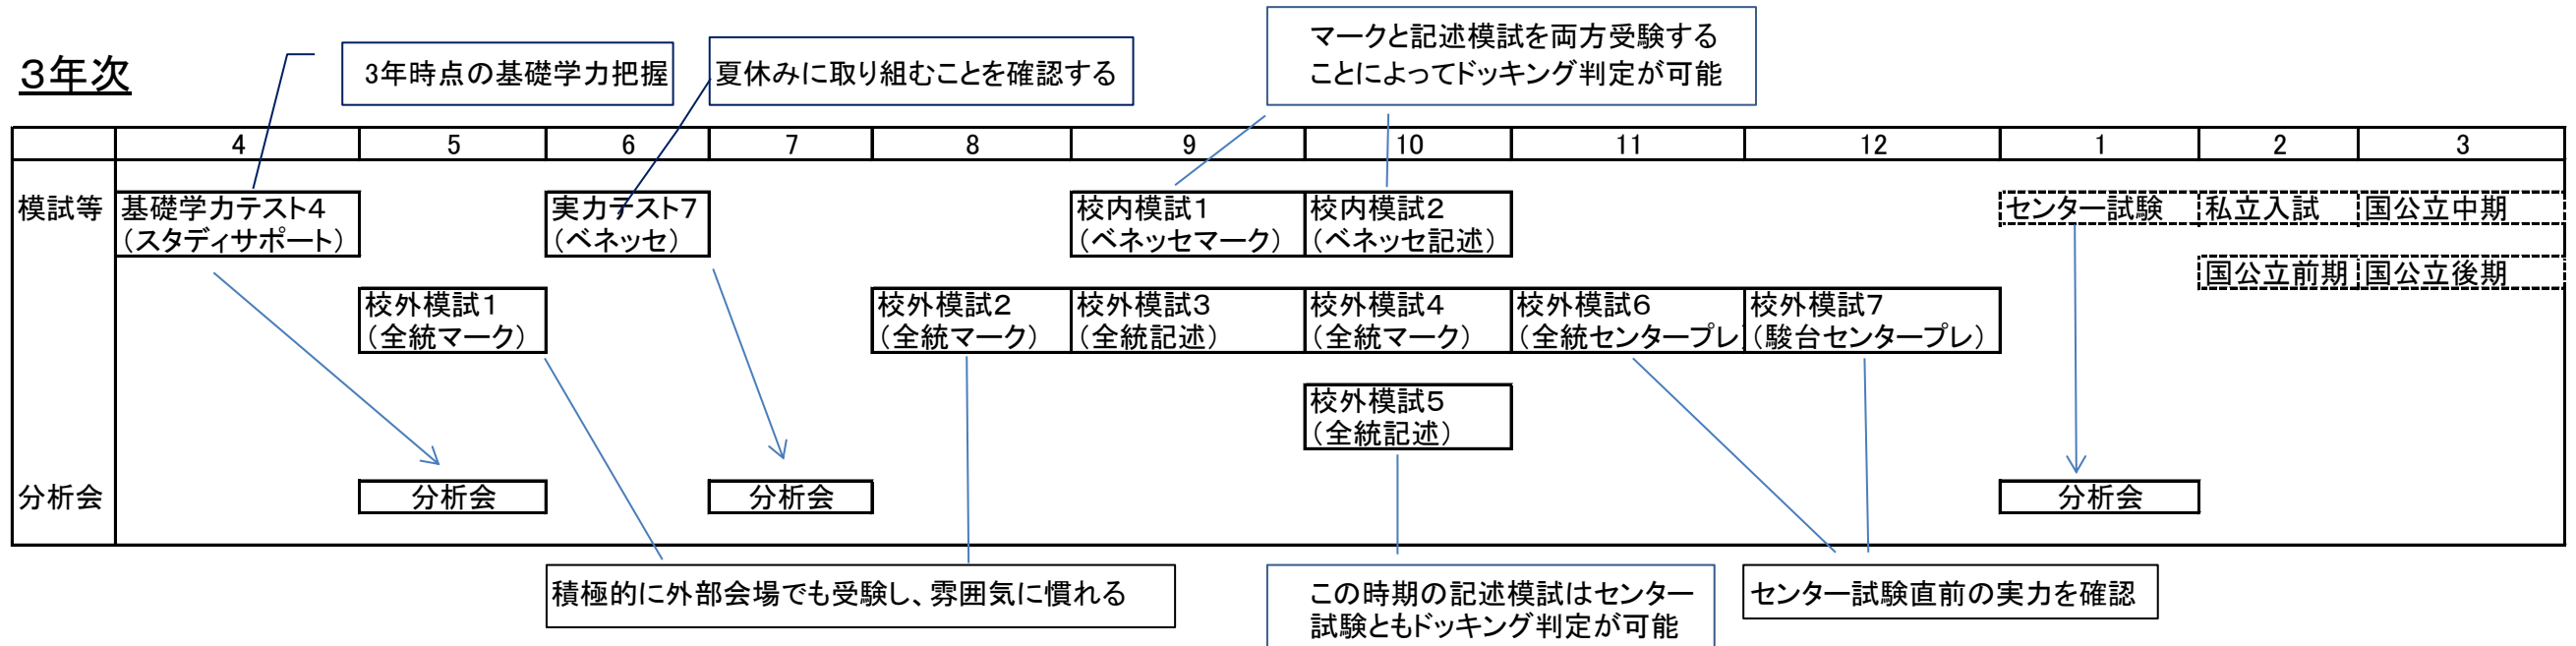 ３年次
3年時点の基礎学力把握
夏休みに取り組むことを確認する
マークと記述模試を両方受験する
ことによってドッキング判定が可能
4 5 6 7 8 9 10 11 12 1 2 3
模試等
基礎学力テスト4
（スタディサポート）
実力テスト７
（ベネッセ）
校内模試１
（ベネッセマーク）
校内模試２
（ベネッセ記述）
センター試験
私立入試
国公立中期
国公立前期
国公立後期
校外模試１
（全統マーク）
校外模試２
（全統マーク）
校外模試３
（全統記述）
校外模試４
（全統マーク）
校外模試６
（全統センタープレ）
校外模試７
（駿台センタープレ）
校外模試５
（全統記述）
分析会
分析会
分析会
分析会
積極的に外部会場でも受験し、雰囲気に慣れる
この時期の記述模試はセンター
試験ともドッキング判定が可能
センター試験直前の実力を確認